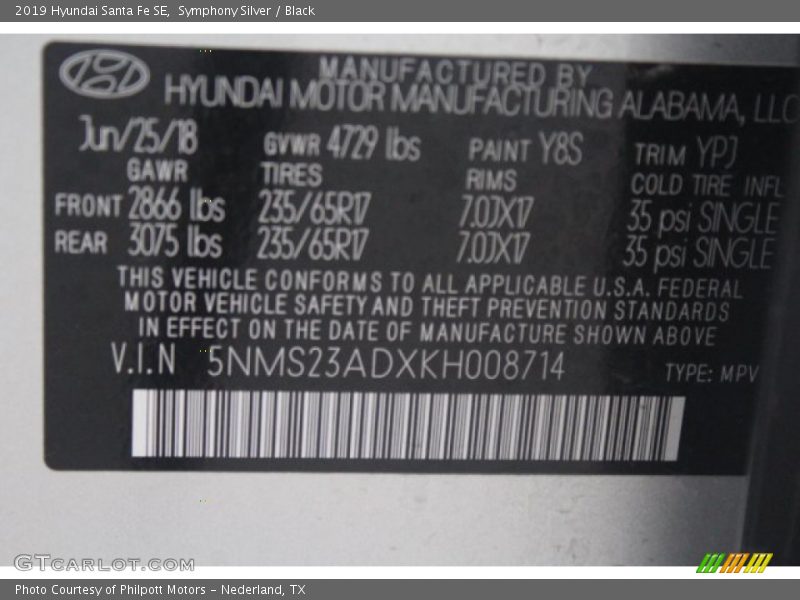 2019 Hyundai Santa Fe SE, Symphony Silver / Black
MANUFACTURED BY
HYUNDAI MOTOR MANUFACTURING ALABAMA, LLC
Jun/25/18 GVWR 4729 lbs PAINT Y8S TRIM YPJ
GAWR TIRES RIMS COLD TIRE INFL
FRONT 2866 lbs 235/65R17 7.0JX17 35 psi SINGLE
REAR 3075 lbs 235/65R17 7.0JX17 35 psi SINGLE
THIS VEHICLE CONFORMS TO ALL APPLICABLE U.S.A. FEDERAL
MOTOR VEHICLE SAFETY AND THEFT PREVENTION STANDARDS
IN EFFECT ON THE DATE OF MANUFACTURE SHOWN ABOVE
V.I.N 5NMS23ADXKH008714 TYPE: MPV
GTCARLOT.COM
Photo Courtesy of Philpott Motors - Nederland, TX